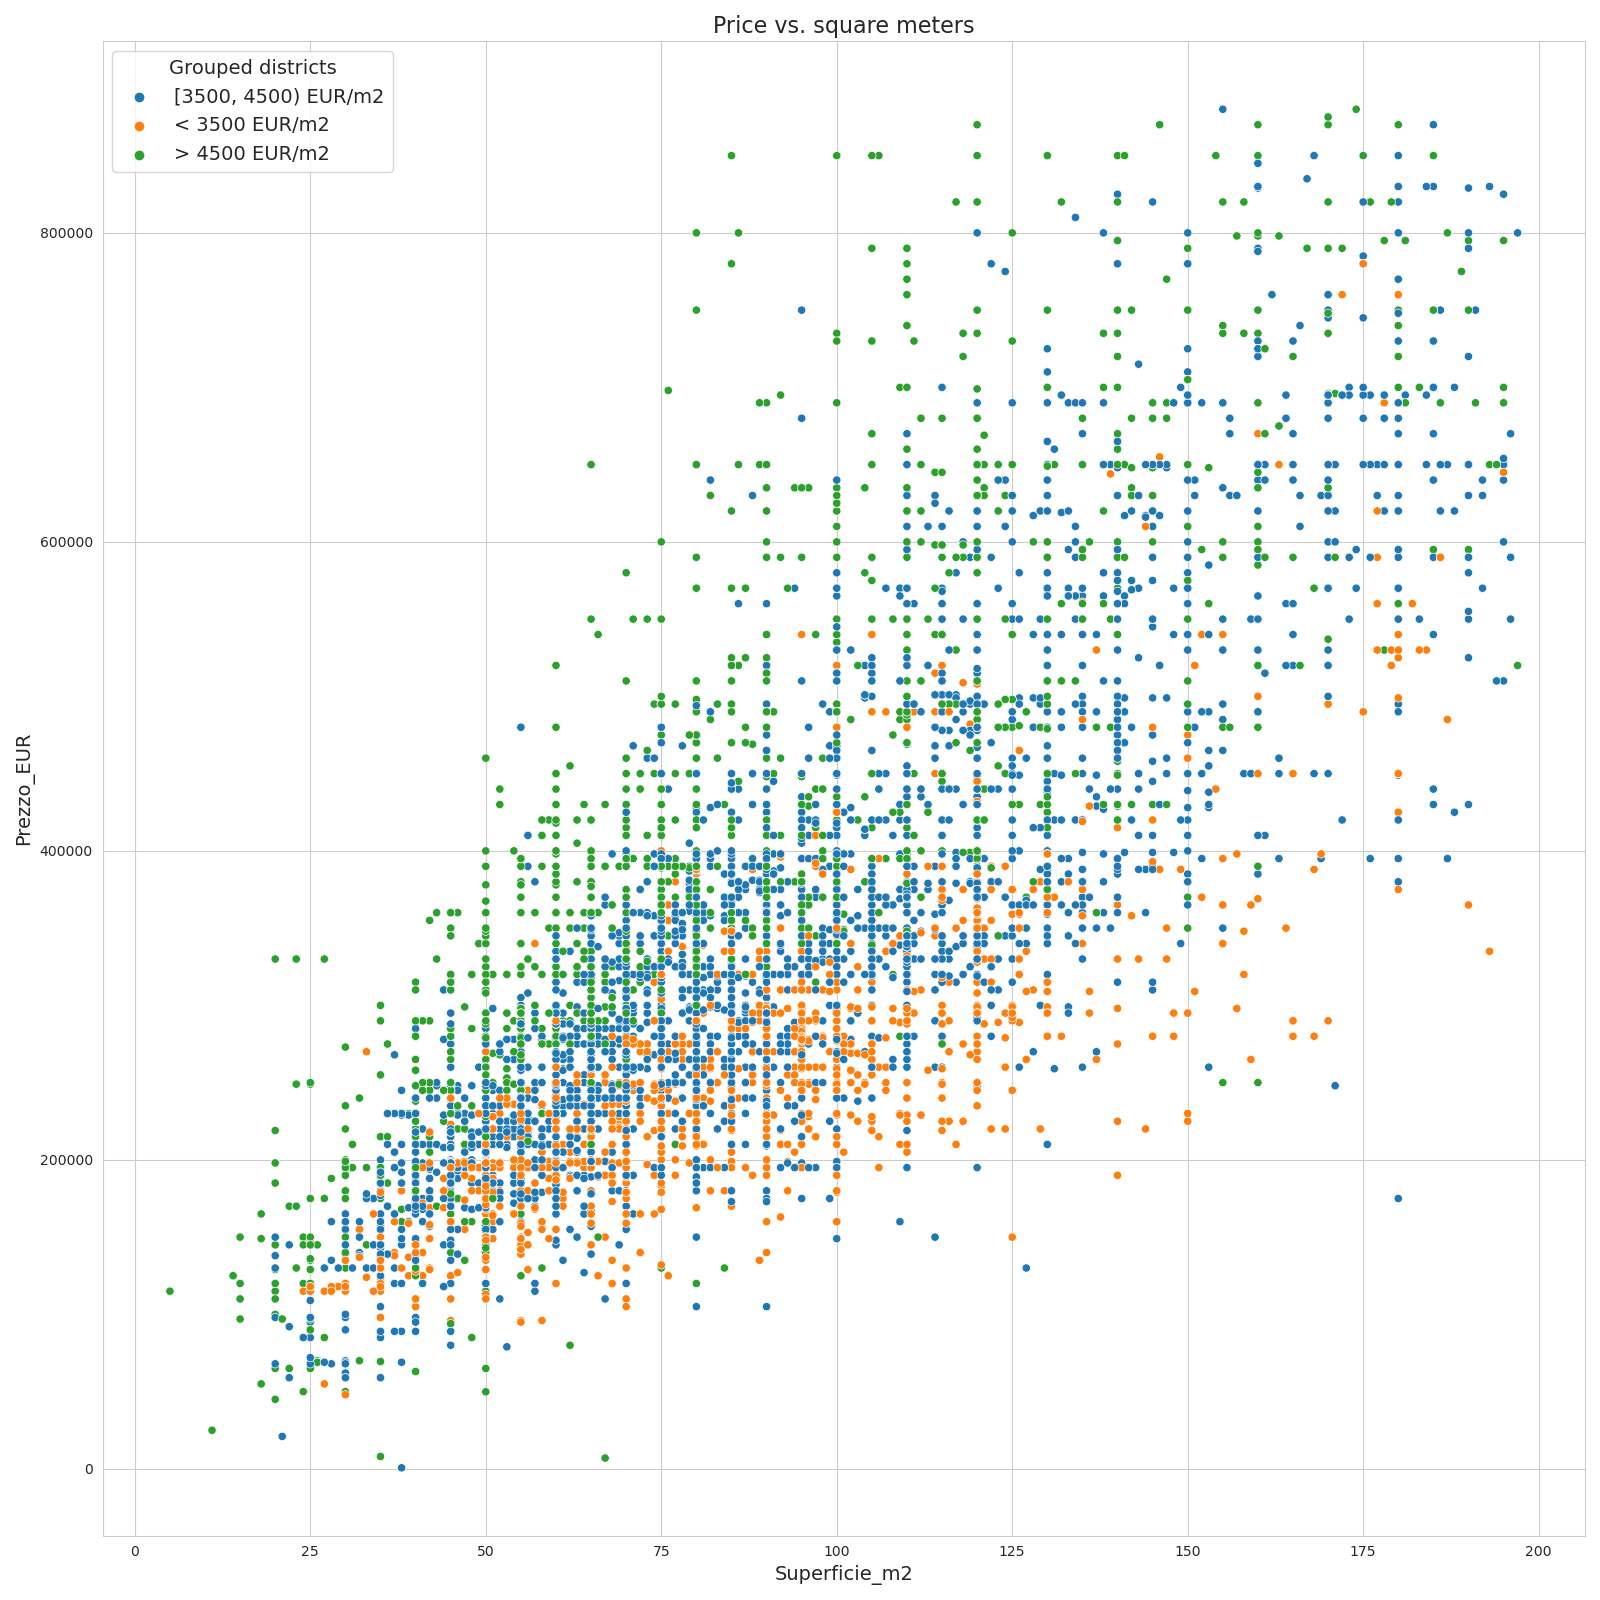 Price vs. square meters
Grouped districts
[3500, 4500) EUR/m2
< 3500 EUR/m2
> 4500 EUR/m2
800000
600000
400000
200000
0
Prezzo_EUR
0 25 50 75 100 125 150 175 200
Superficie_m2